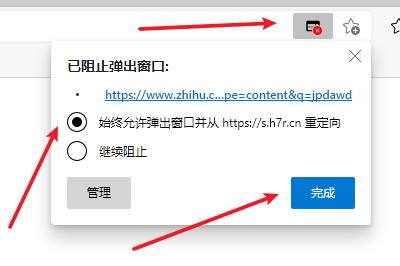 已阻止弹出窗口:
https://www.zhihu.c...pe=content&q=jpdawd
始终允许弹出窗口并从 https://s.h7r.cn 重定向
继续阻止
管理
完成